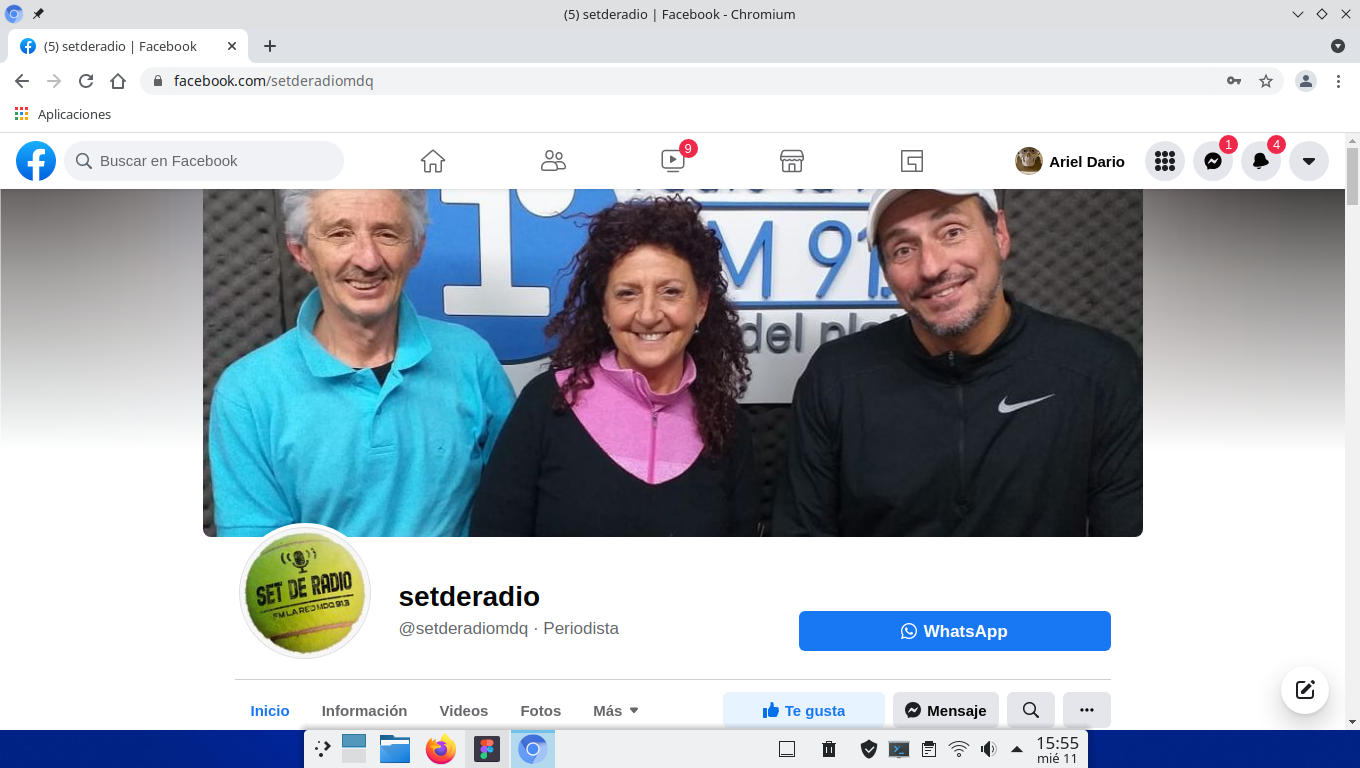 (5) setderadio | Facebook - Chromium
(5) setderadio | Facebook
facebook.com/setderadiomdq
Aplicaciones
Buscar en Facebook
9
Ariel Dario
1
4
M 91.
del pla
SET DE RADIO
FM LA RED MDQ 91.3
setderadio
@setderadiomdq · Periodista
WhatsApp
Inicio
Información
Videos
Fotos
Más
Te gusta
Mensaje
15:55
mié 11